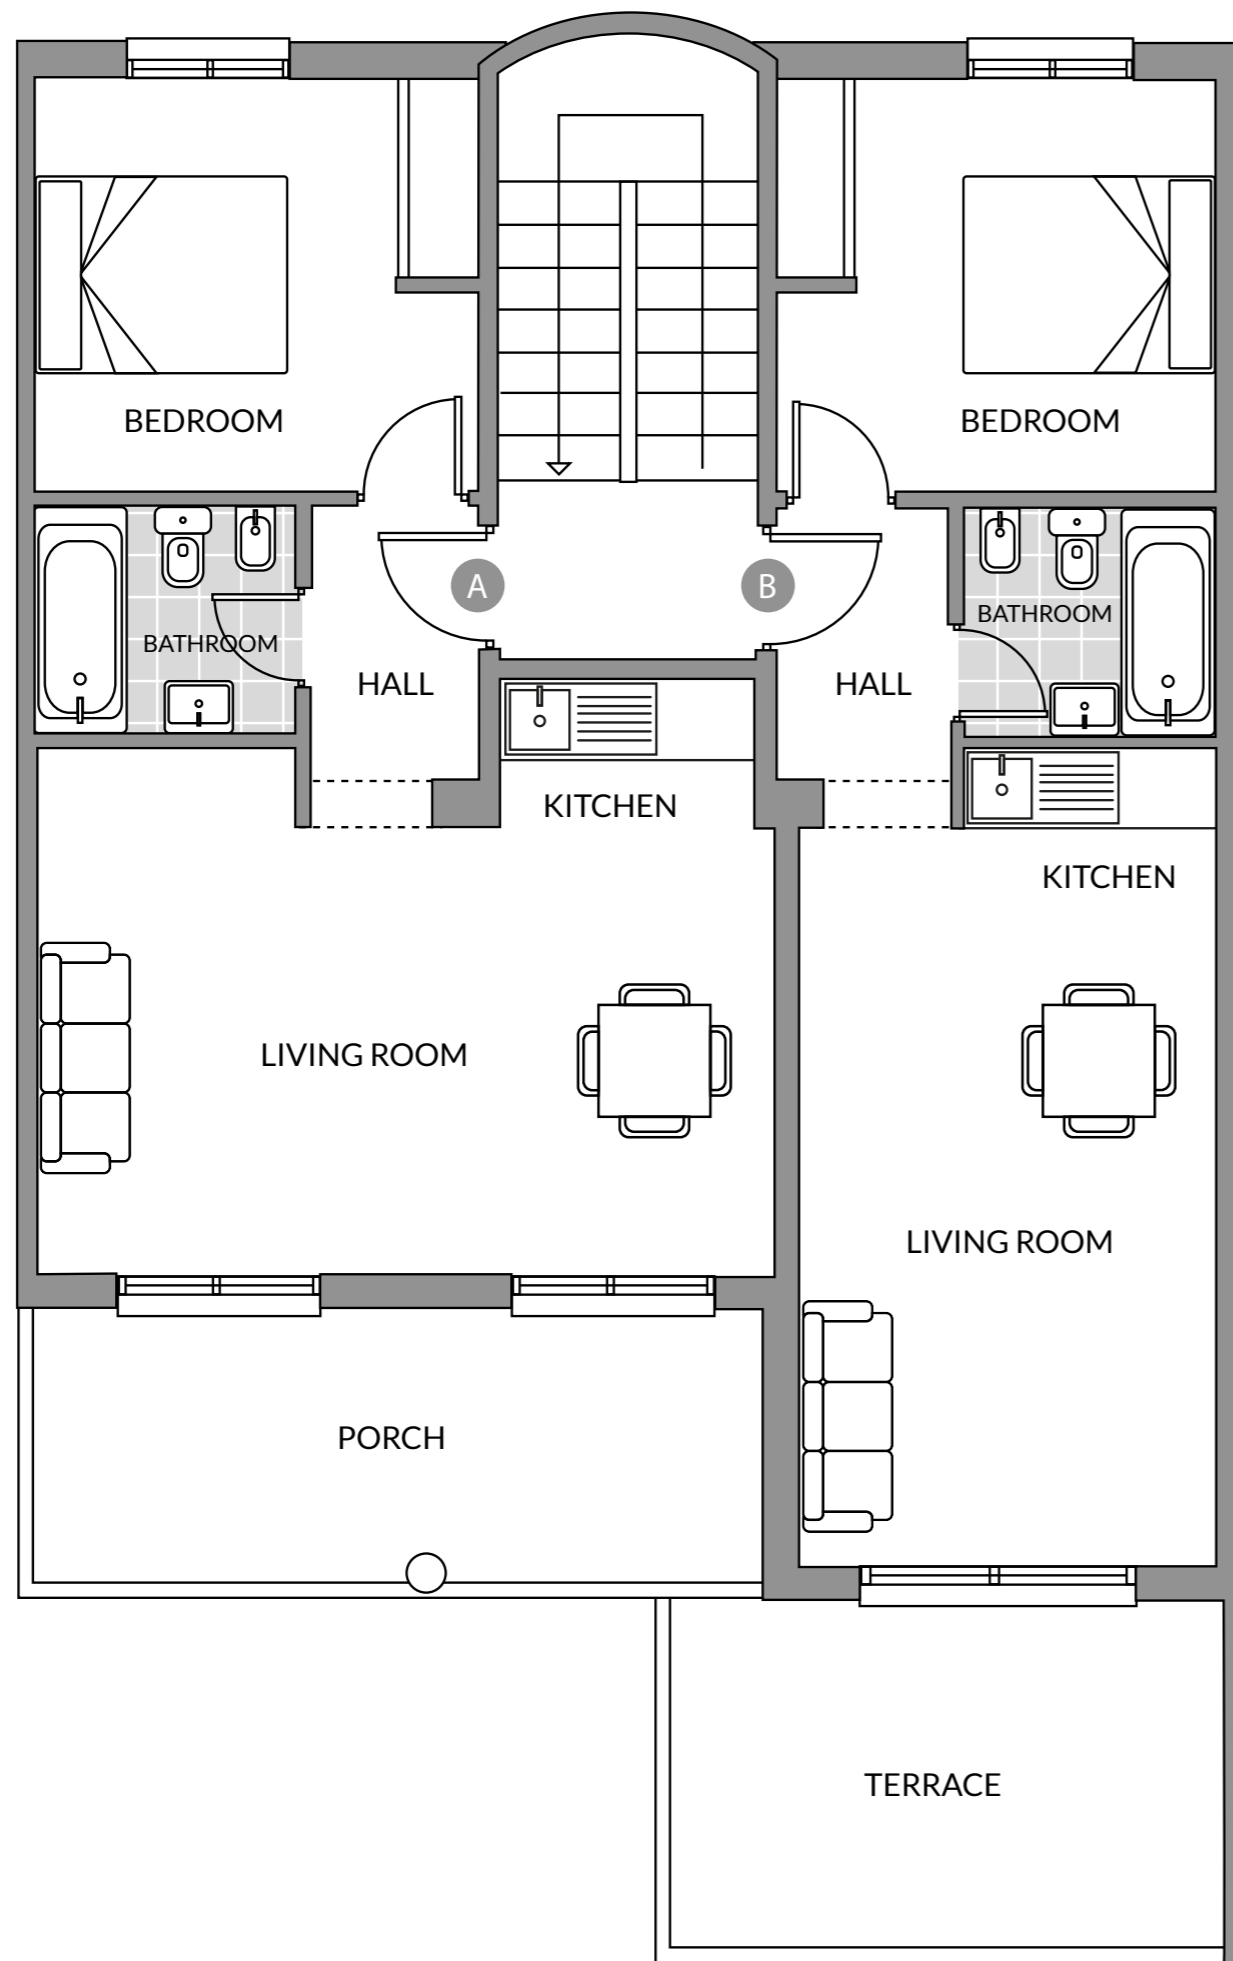 BEDROOM
BEDROOM
A
B
BATHROOM
BATHROOM
HALL
HALL
KITCHEN
KITCHEN
LIVING ROOM
LIVING ROOM
PORCH
TERRACE